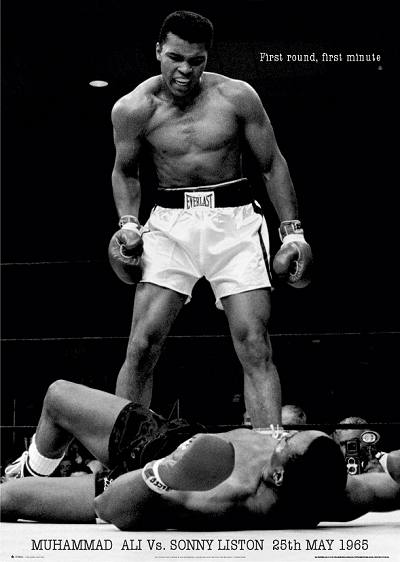 First round, first minute
EVERLAST
MUHAMMAD ALI Vs. SONNY LISTON 25th MAY 1965